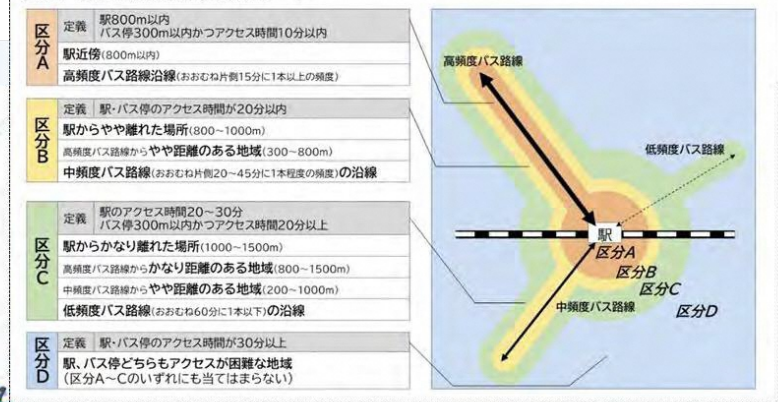 区分A
定義
駅800m以内
バス停300m以内かつアクセス時間10分以内
駅近傍(800m以内)
高頻度バス路線沿線(おおむね片側15分に1本以上の頻度)
区分B
定義
駅・バス停のアクセス時間が20分以内
駅からやや離れた場所(800～1000m)
高頻度バス路線からやや距離のある地域(300～800m)
中頻度バス路線(おおむね片側20～45分に1本程度の頻度)の沿線
区分C
定義
駅のアクセス時間20～30分
バス停300m以内かつアクセス時間20分以上
駅からかなり離れた場所(1000～1500m)
高頻度バス路線からかなり距離のある地域(800～1500m)
中頻度バス路線からやや距離のある地域(200～1000m)
低頻度バス路線(おおむね60分に1本以下)の沿線
区分D
定義
駅・バス停のアクセス時間が30分以上
駅、バス停どちらもアクセスが困難な地域
(区分A～Cのいずれにも当てはまらない)
高頻度バス路線
低頻度バス路線
駅
区分A
区分B
区分C
中頻度バス路線
区分D